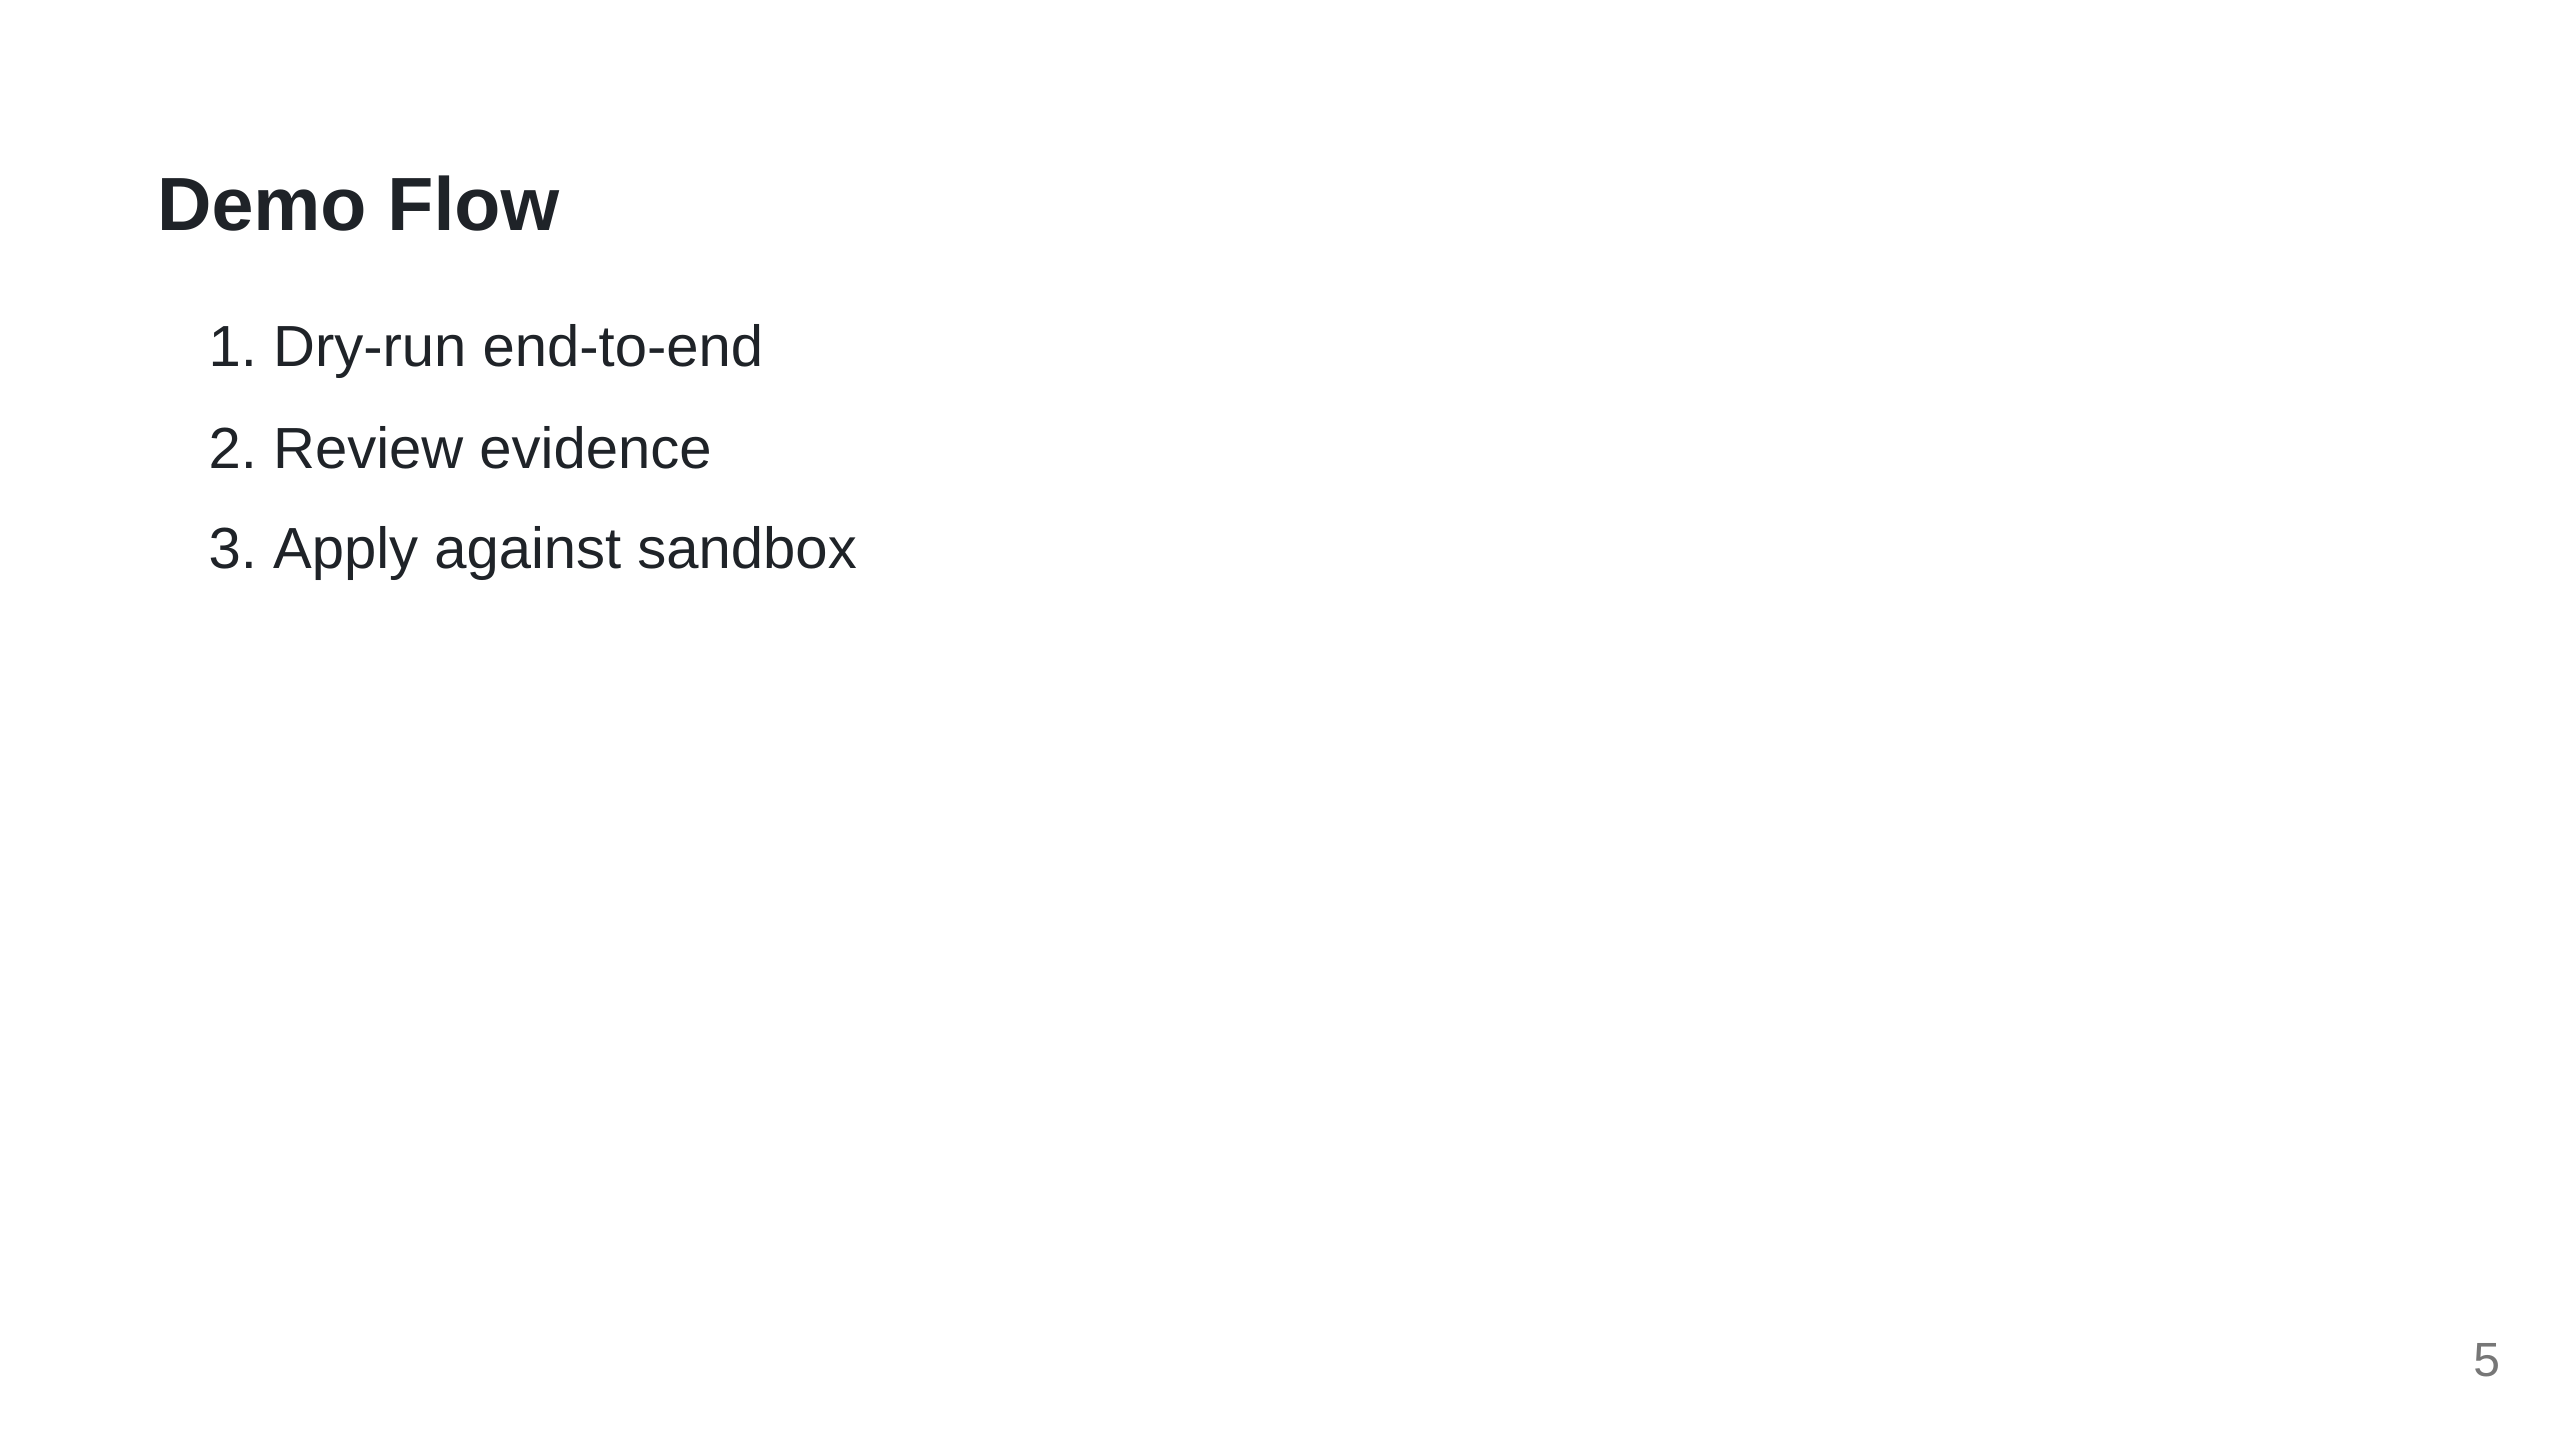 Demo Flow
1. Dry-run end-to-end
2. Review evidence
3. Apply against sandbox
5